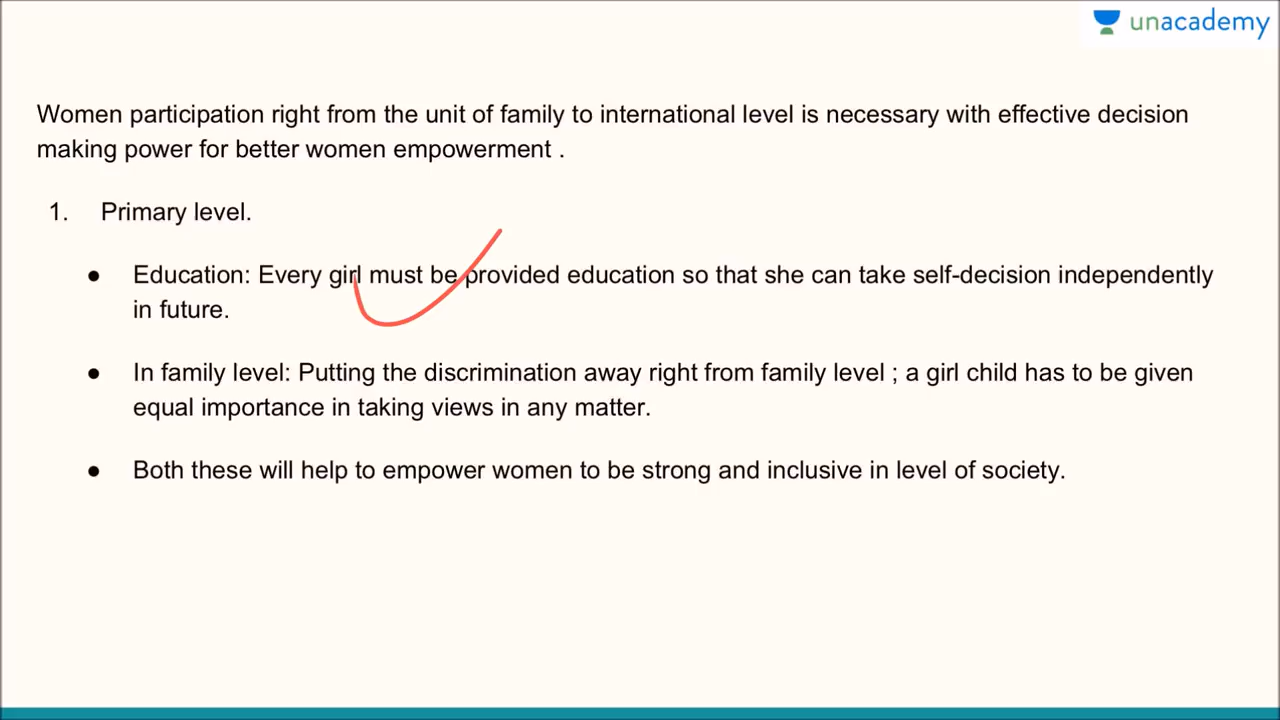 unacademy
Women participation right from the unit of family to international level is necessary with effective decision
making power for better women empowerment .
1. Primary level.
● Education: Every girl must be provided education so that she can take self-decision independently
in future.
● In family level: Putting the discrimination away right from family level ; a girl child has to be given
equal importance in taking views in any matter.
● Both these will help to empower women to be strong and inclusive in level of society.